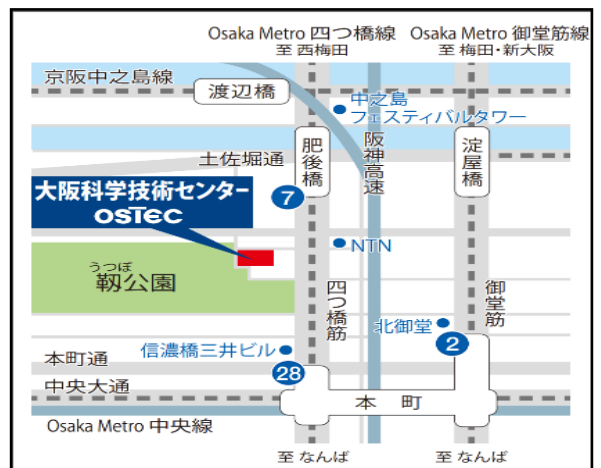 Osaka Metro 四つ橋線
至 西梅田
Osaka Metro 御堂筋線
至 梅田・新大阪
京阪中之島線
渡辺橋
中之島
フェスティバルタワー
土佐堀通
肥後橋
阪神高速
淀屋橋
7
大阪科学技術センター
OSTEC
NTN
うつぼ
靱公園
四つ橋筋
御堂筋
北御堂
2
信濃橋三井ビル
本町通
28
中央大通
本町
Osaka Metro 中央線
至 なんば
至 なんば